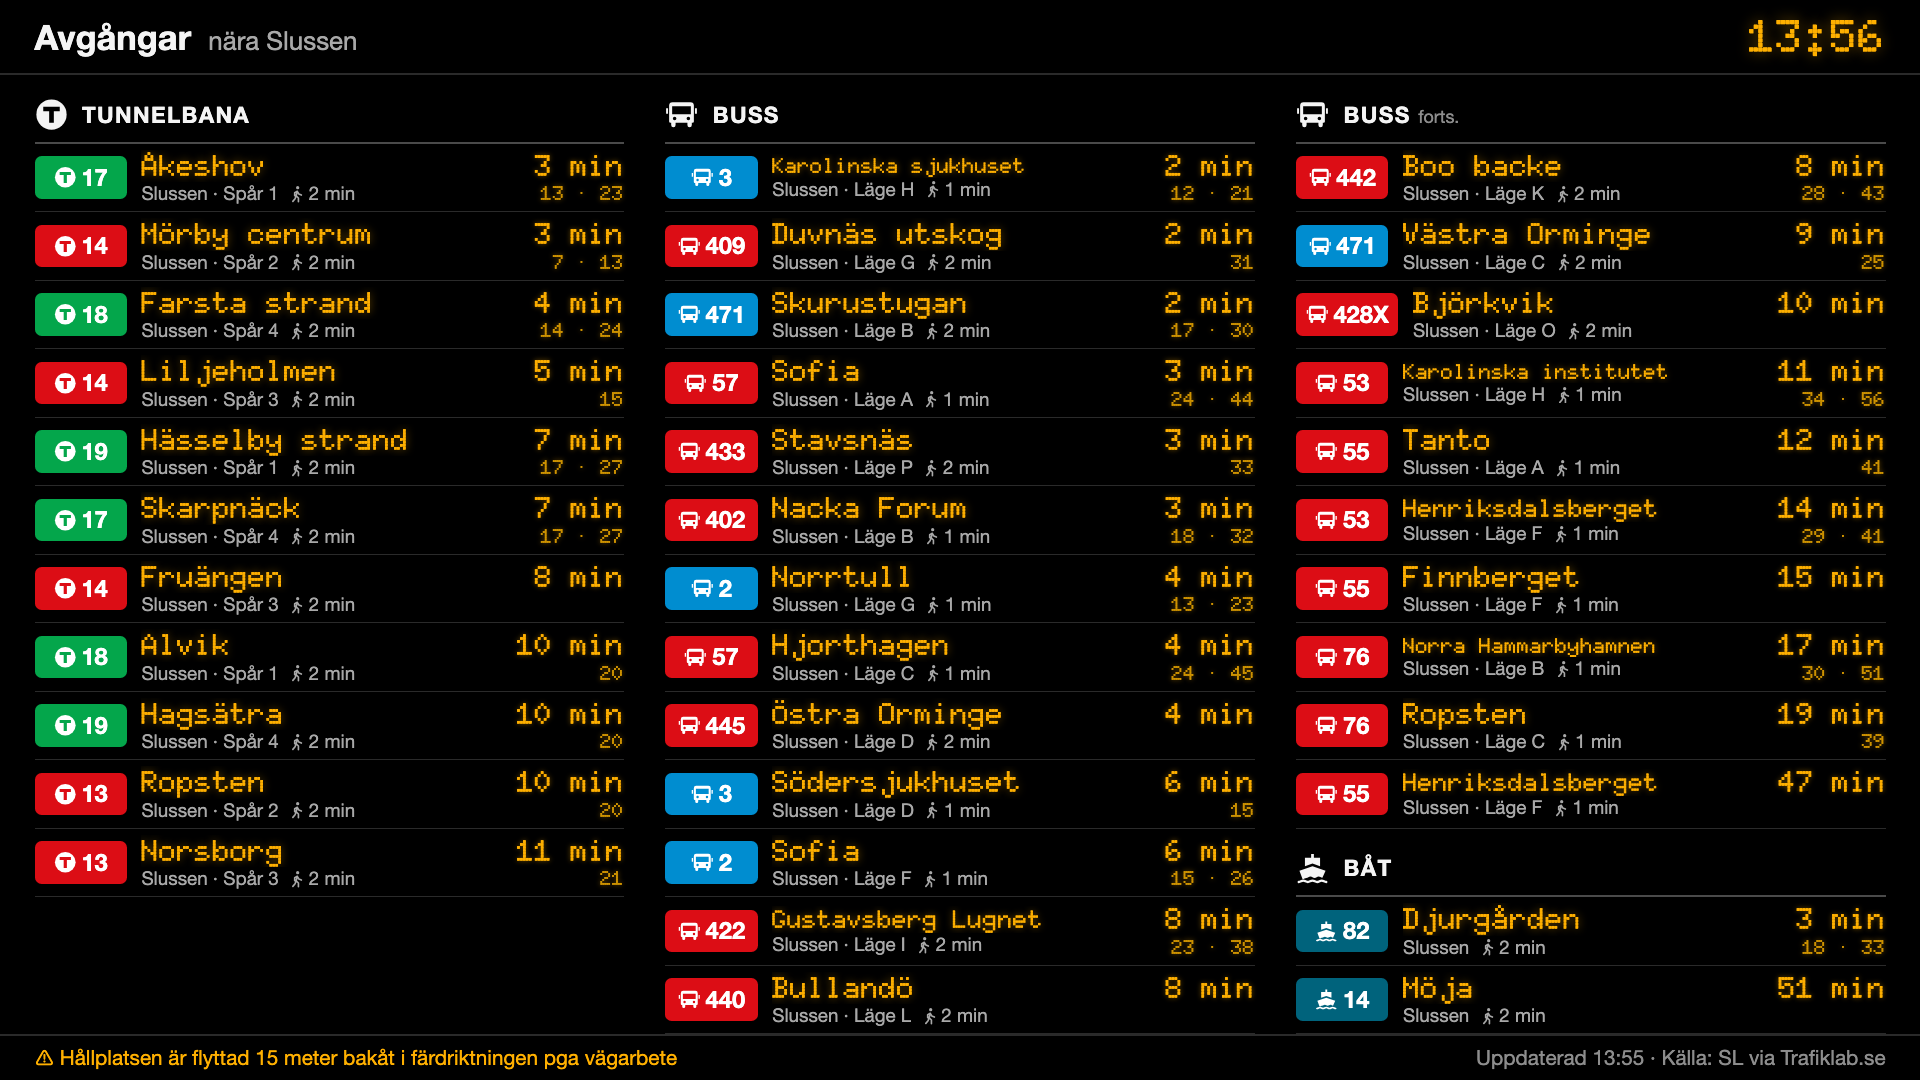 Avgångar nära Slussen
13:56
TUNNELBANA
17 Åkeshov 3 min
Slussen · Spår 1 2 min 13 · 23
14 Mörby centrum 3 min
Slussen · Spår 2 2 min 7 · 13
18 Farsta strand 4 min
Slussen · Spår 4 2 min 14 · 24
14 Liljeholmen 5 min
Slussen · Spår 3 2 min 15
19 Hässelby strand 7 min
Slussen · Spår 1 2 min 17 · 27
17 Skarpnäck 7 min
Slussen · Spår 4 2 min 17 · 27
14 Fruängen 8 min
Slussen · Spår 3 2 min
18 Alvik 10 min
Slussen · Spår 1 2 min 20
19 Hagsätra 10 min
Slussen · Spår 4 2 min 20
13 Ropsten 10 min
Slussen · Spår 2 2 min 20
13 Norsborg 11 min
Slussen · Spår 3 2 min 21
BUSS
3 Karolinska sjukhuset 2 min
Slussen · Läge H 1 min 12 · 21
409 Duvnäs utskog 2 min
Slussen · Läge G 2 min 31
471 Skurustugan 2 min
Slussen · Läge B 2 min 17 · 30
57 Sofia 3 min
Slussen · Läge A 1 min 24 · 44
433 Stavsnäs 3 min
Slussen · Läge P 2 min 33
402 Nacka Forum 3 min
Slussen · Läge B 1 min 18 · 32
2 Norrtull 4 min
Slussen · Läge G 1 min 13 · 23
57 Hjorthagen 4 min
Slussen · Läge C 1 min 24 · 45
445 Östra Orminge 4 min
Slussen · Läge D 2 min
3 Södersjukhuset 6 min
Slussen · Läge D 1 min 15
2 Sofia 6 min
Slussen · Läge F 1 min 15 · 26
422 Gustavsberg Lugnet 8 min
Slussen · Läge I 2 min 23 · 38
440 Bullandö 8 min
Slussen · Läge L 2 min
BUSS forts.
442 Boo backe 8 min
Slussen · Läge K 2 min 28 · 43
471 Västra Orminge 9 min
Slussen · Läge C 2 min 25
428X Björkvik 10 min
Slussen · Läge O 2 min
53 Karolinska institutet 11 min
Slussen · Läge H 1 min 34 · 56
55 Tanto 12 min
Slussen · Läge A 1 min 41
53 Henriksdalsberget 14 min
Slussen · Läge F 1 min 29 · 41
55 Finnberget 15 min
Slussen · Läge F 1 min
76 Norra Hammarbyhamnen 17 min
Slussen · Läge B 1 min 30 · 51
76 Ropsten 19 min
Slussen · Läge C 1 min 39
55 Henriksdalsberget 47 min
Slussen · Läge F 1 min
BÅT
82 Djurgården 3 min
Slussen 2 min 18 · 33
14 Möja 51 min
Slussen 2 min
Hållplatsen är flyttad 15 meter bakåt i färdriktningen pga vägarbete
Uppdaterad 13:55 · Källa: SL via Trafiklab.se